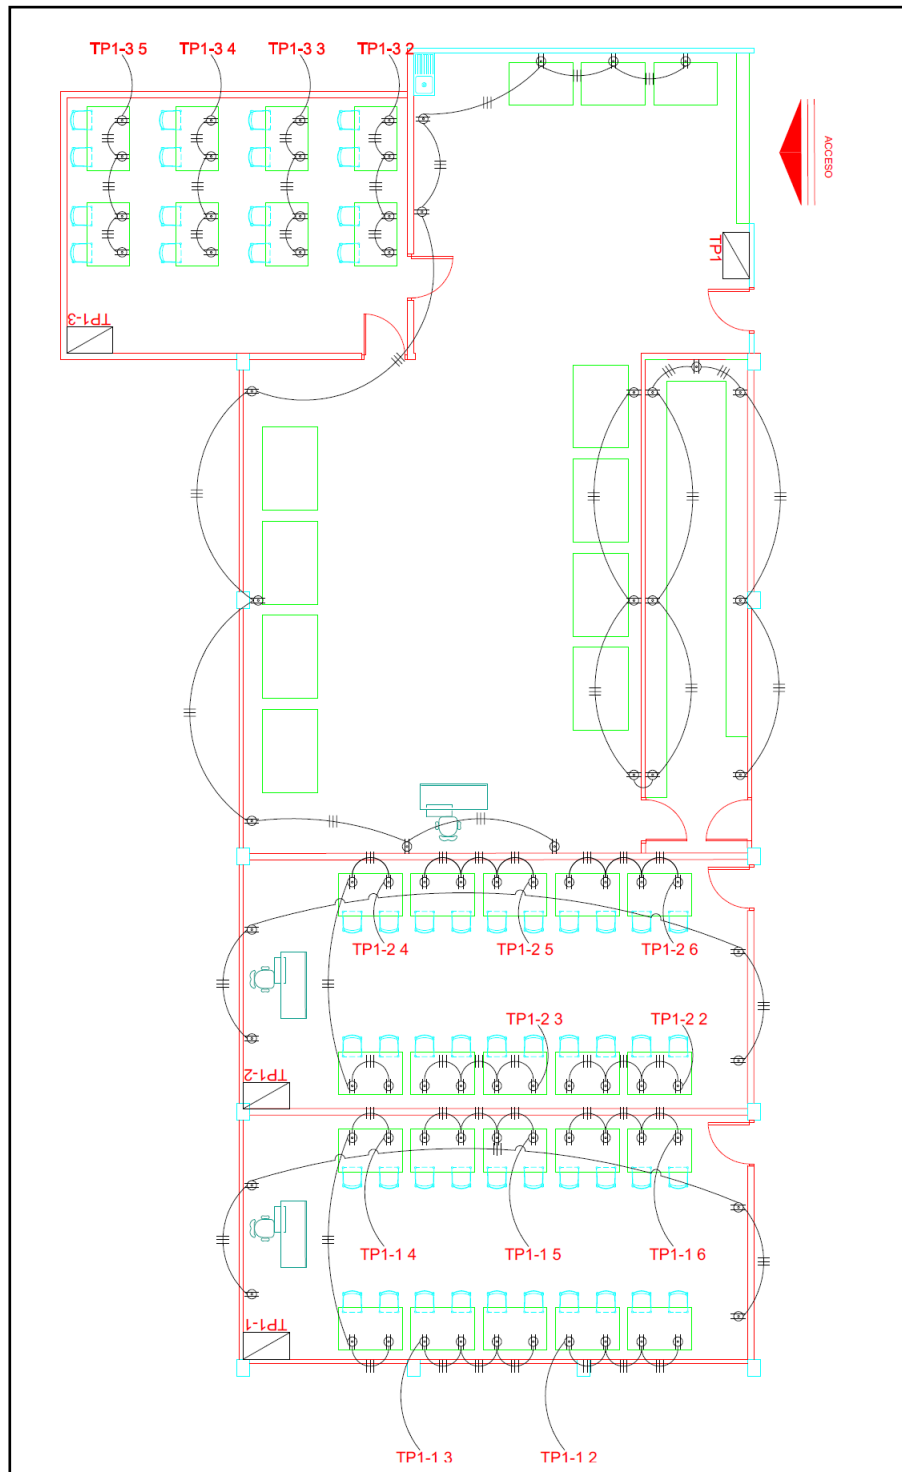 TP1-3 5
TP1-3 4
TP1-3 3
TP1-3 2
ACCESO
TP1
TP1-3
TP1-2 4
TP1-2 5
TP1-2 6
TP1-2 3
TP1-2 2
TP1-2
TP1-1 4
TP1-1 5
TP1-1 6
TP1-1
TP1-1 3
TP1-1 2